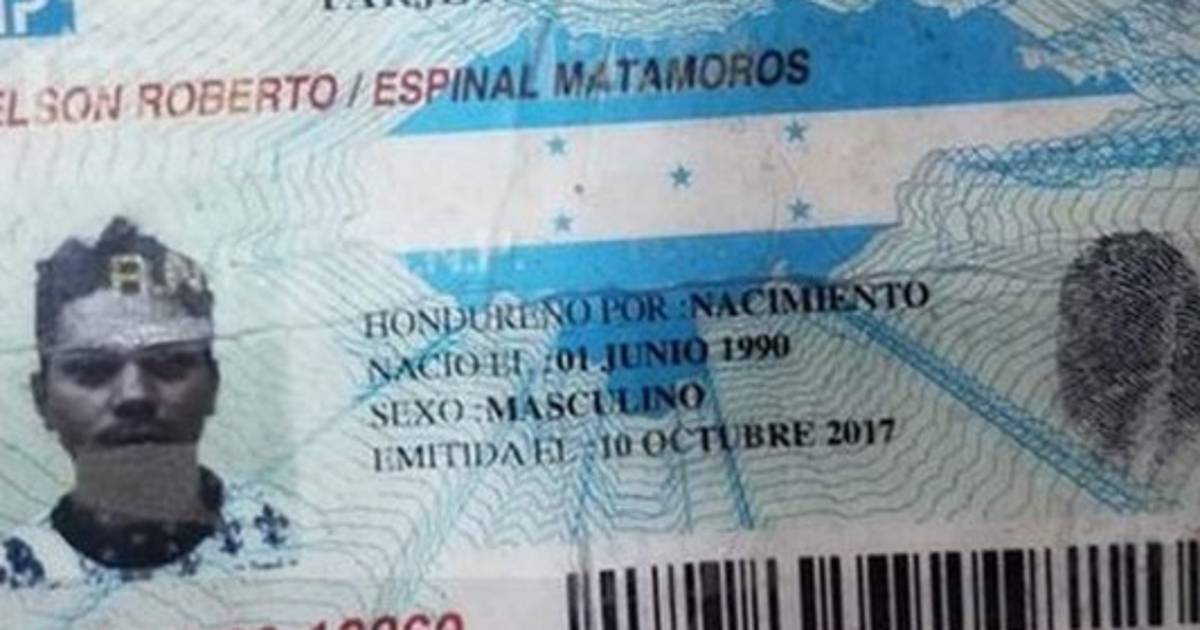 ELSON ROBERTO / ESPINAL MATAMOROS
HONDUREÑO POR :NACIMIENTO
NACIO EL :01 JUNIO 1990
SEXO :MASCULINO
EMITIDA EL :10 OCTUBRE 2017